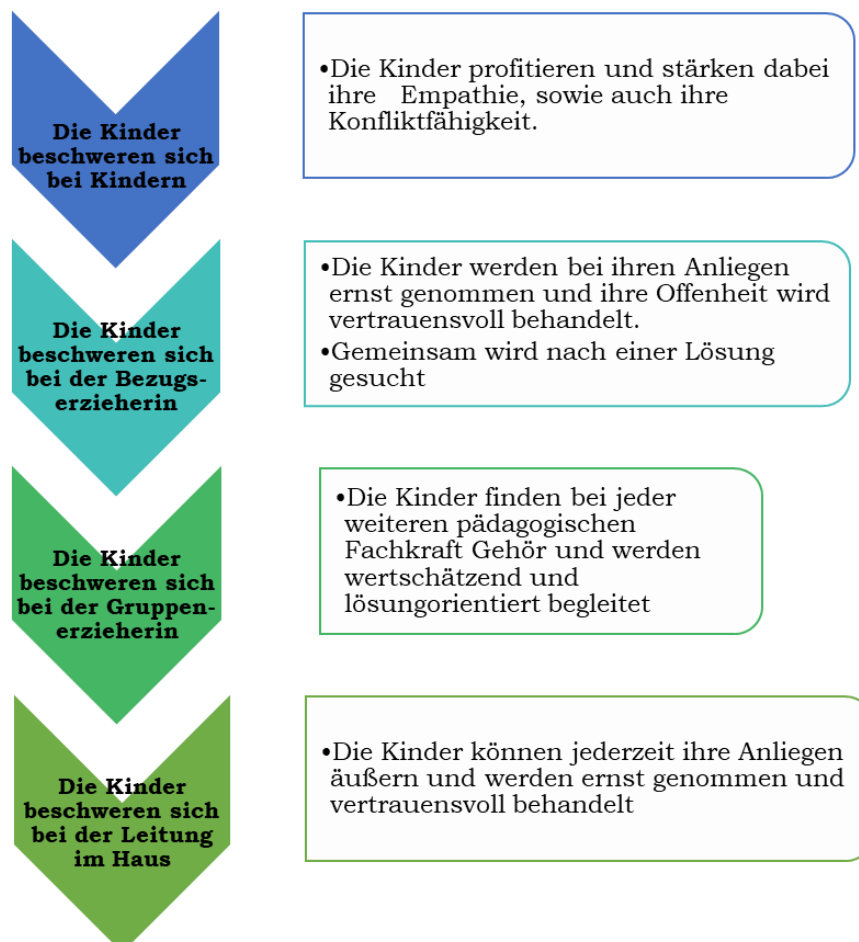 Die Kinder
beschweren sich
bei Kindern
•Die Kinder profitieren und stärken dabei
ihre Empathie, sowie auch ihre
Konfliktfähigkeit.
Die Kinder
beschweren sich
bei der Bezugs-
erzieherin
•Die Kinder werden bei ihren Anliegen
ernst genommen und ihre Offenheit wird
vertrauensvoll behandelt.
•Gemeinsam wird nach einer Lösung
gesucht
Die Kinder
beschweren sich
bei der Gruppen-
erzieherin
•Die Kinder finden bei jeder
weiteren pädagogischen
Fachkraft Gehör und werden
wertschätzend und
lösungorientiert begleitet
Die Kinder
beschweren sich
bei der Leitung
im Haus
•Die Kinder können jederzeit ihre Anliegen
äußern und werden ernst genommen und
vertrauensvoll behandelt